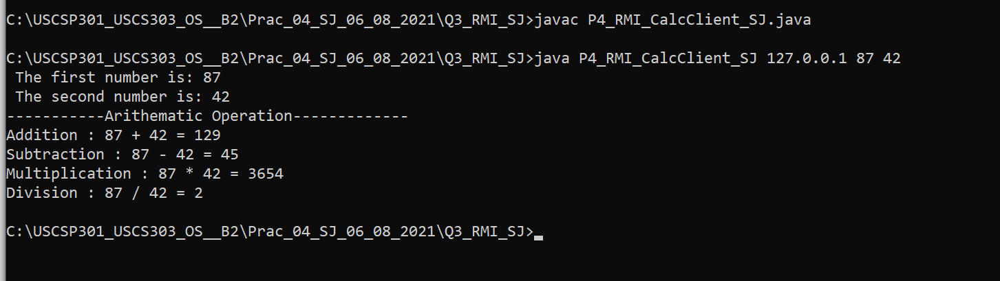 C:\USCSP301_USCS303_OS__B2\Prac_04_SJ_06_08_2021\Q3_RMI_SJ>javac P4_RMI_CalcClient_SJ.java
C:\USCSP301_USCS303_OS__B2\Prac_04_SJ_06_08_2021\Q3_RMI_SJ>java P4_RMI_CalcClient_SJ 127.0.0.1 87 42
The first number is: 87
The second number is: 42
-----------Arithematic Operation-------------
Addition : 87 + 42 = 129
Subtraction : 87 - 42 = 45
Multiplication : 87 * 42 = 3654
Division : 87 / 42 = 2
C:\USCSP301_USCS303_OS__B2\Prac_04_SJ_06_08_2021\Q3_RMI_SJ>